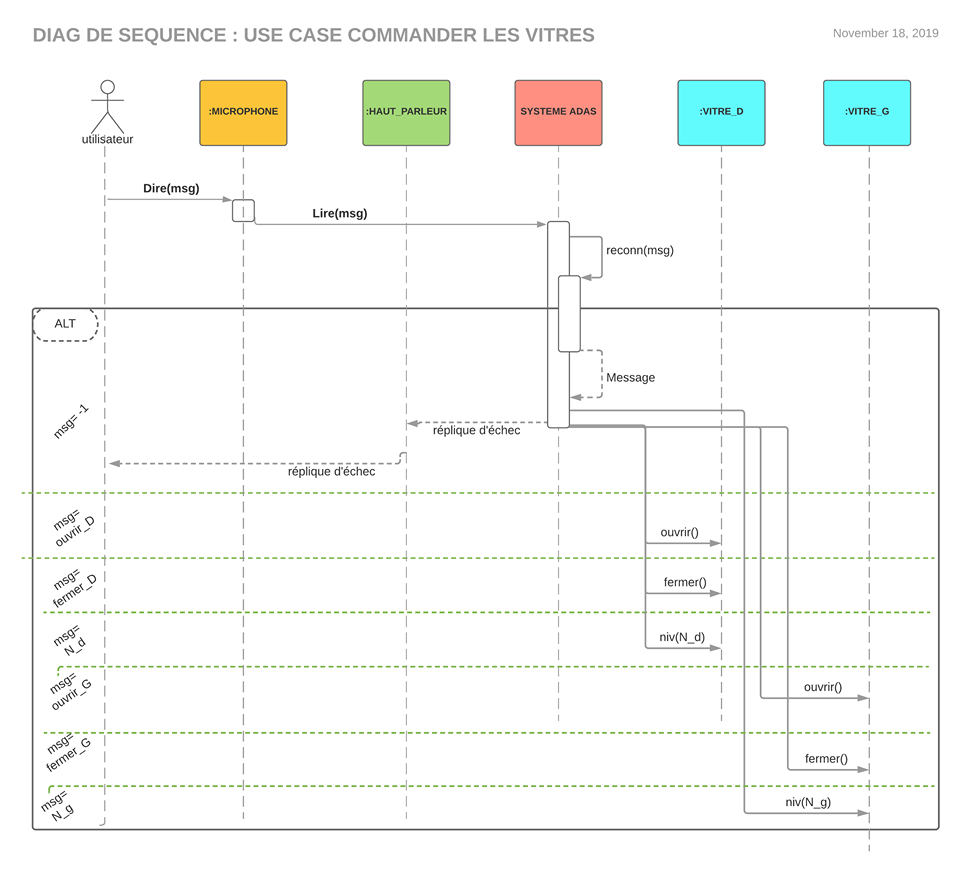 DIAG DE SEQUENCE : USE CASE COMMANDER LES VITRES
November 18, 2019
utilisateur
:MICROPHONE
:HAUT_PARLEUR
SYSTEME ADAS
:VITRE_D
:VITRE_G
Dire(msg)
Lire(msg)
reconn(msg)
ALT
Message
msg= -1
réplique d'échec
réplique d'échec
msg=
ouvrir_D
ouvrir()
msg=
fermer_D
fermer()
msg=
N_d
niv(N_d)
msg=
ouvrir_G
ouvrir()
msg=
fermer_G
fermer()
msg=
N_g
niv(N_g)